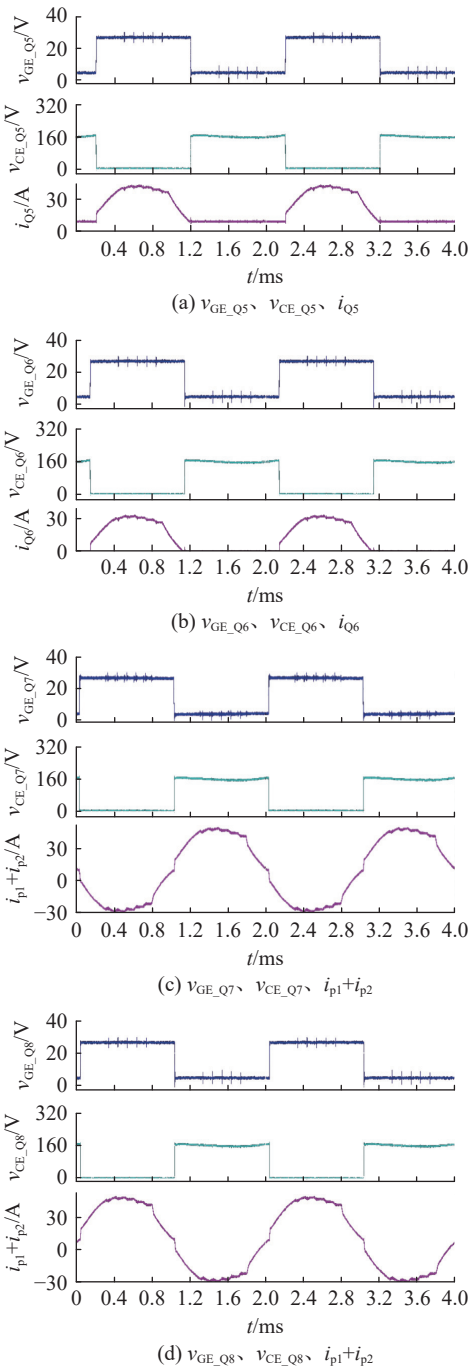 40
20
0
v_GE_Q5/V
320
160
0
v_CE_Q5/V
30
0
i_Q5/A
0.4 0.8 1.2 1.6 2.0 2.4 2.8 3.2 3.6 4.0
t/ms
(a) v_GE_Q5、v_CE_Q5、i_Q5
40
20
0
v_GE_Q6/V
320
160
0
v_CE_Q6/V
30
0
i_Q6/A
0.4 0.8 1.2 1.6 2.0 2.4 2.8 3.2 3.6 4.0
t/ms
(b) v_GE_Q6、v_CE_Q6、i_Q6
40
20
0
v_GE_Q7/V
320
160
0
v_CE_Q7/V
30
0
−30
i_p1+i_p2/A
0 0.4 0.8 1.2 1.6 2.0 2.4 2.8 3.2 3.6 4.0
t/ms
(c) v_GE_Q7、v_CE_Q7、i_p1+i_p2
40
20
0
v_GE_Q8/V
320
160
0
v_CE_Q8/V
30
0
−30
i_p1+i_p2/A
0 0.4 0.8 1.2 1.6 2.0 2.4 2.8 3.2 3.6 4.0
t/ms
(d) v_GE_Q8、v_CE_Q8、i_p1+i_p2